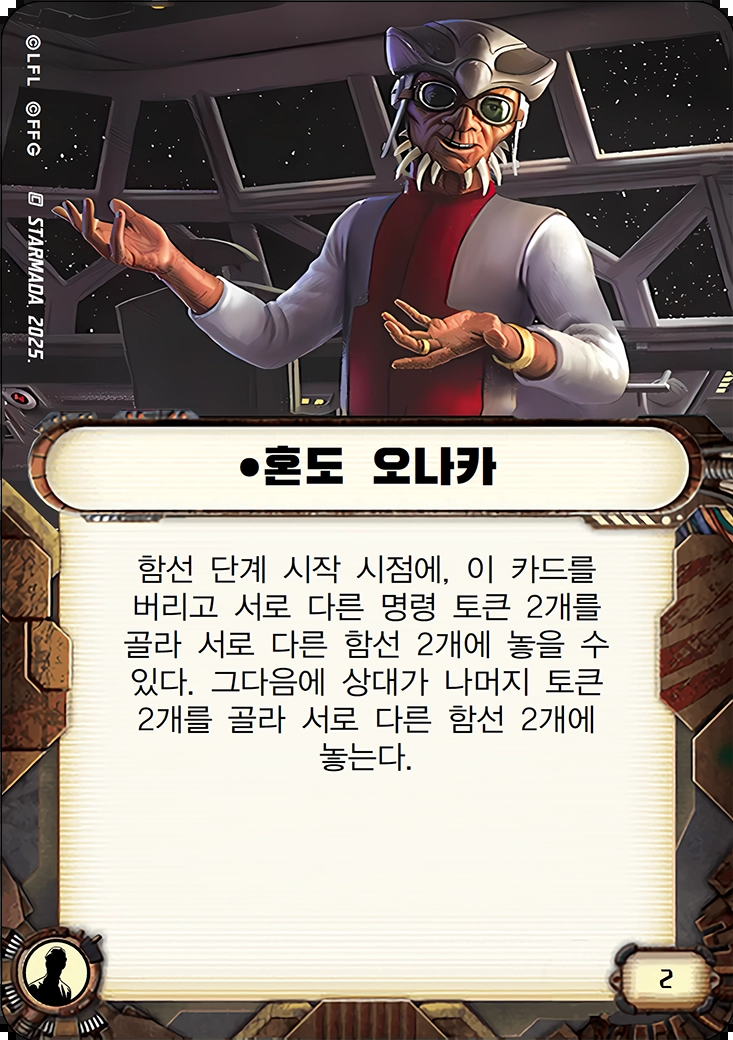 ©LFL ©FFG
🄯 STARMADA 2025.
•혼도 오나카
함선 단계 시작 시점에, 이 카드를
버리고 서로 다른 명령 토큰 2개를
골라 서로 다른 함선 2개에 놓을 수
있다. 그다음에 상대가 나머지 토큰
2개를 골라 서로 다른 함선 2개에
놓는다.
2